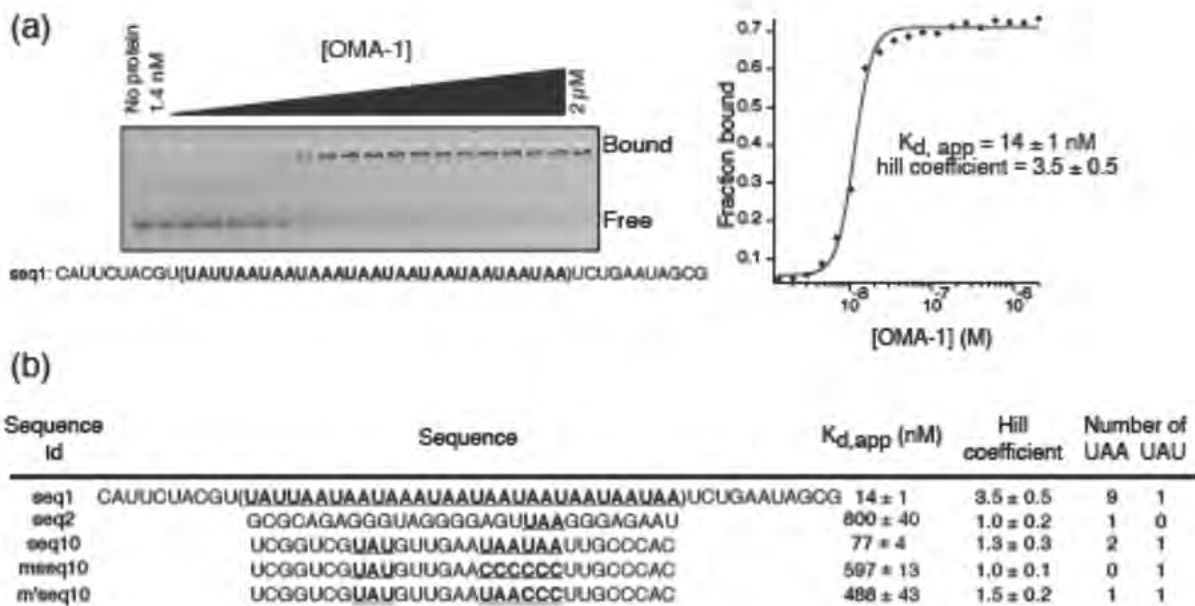 (a)
No protein
1.4 nM
[OMA-1]
2 μM
Bound
Free
seq1: CAUUCUACGU(UAUUAAUAAUAAAUAAUAAUAAUAAUAAUAAUAA)UCUGAAUAGCG
Fraction bound
0.7
0.6
0.5
0.4
0.3
0.2
0.1
Kd, app = 14 ± 1 nM
hill coefficient = 3.5 ± 0.5
10-8 10-7 10-6
[OMA-1] (M)
(b)
Sequence Id Sequence Kd,app (nM) Hill coefficient Number of UAA UAU
seq1 CAUUCUACGU(UAUUAAUAAUAAAUAAUAAUAAUAAUAAUAAUAA)UCUGAAUAGCG 14 ± 1 3.5 ± 0.5 9 1
seq2 GCGCAGAGGGUAGGGGAGUUAAGGGAGAAU 800 ± 40 1.0 ± 0.2 1 0
seq10 UCGGUCGUAUGUUGAAUAAUAAUUGCCCAC 77 ± 4 1.3 ± 0.3 2 1
mseq10 UCGGUCGUAUGUUGAACCCCCCUUGCCCAC 597 ± 13 1.0 ± 0.1 0 1
m'seq10 UCGGUCGUAUGUUGAAUAACCCUUGCCCAC 488 ± 43 1.5 ± 0.2 1 1